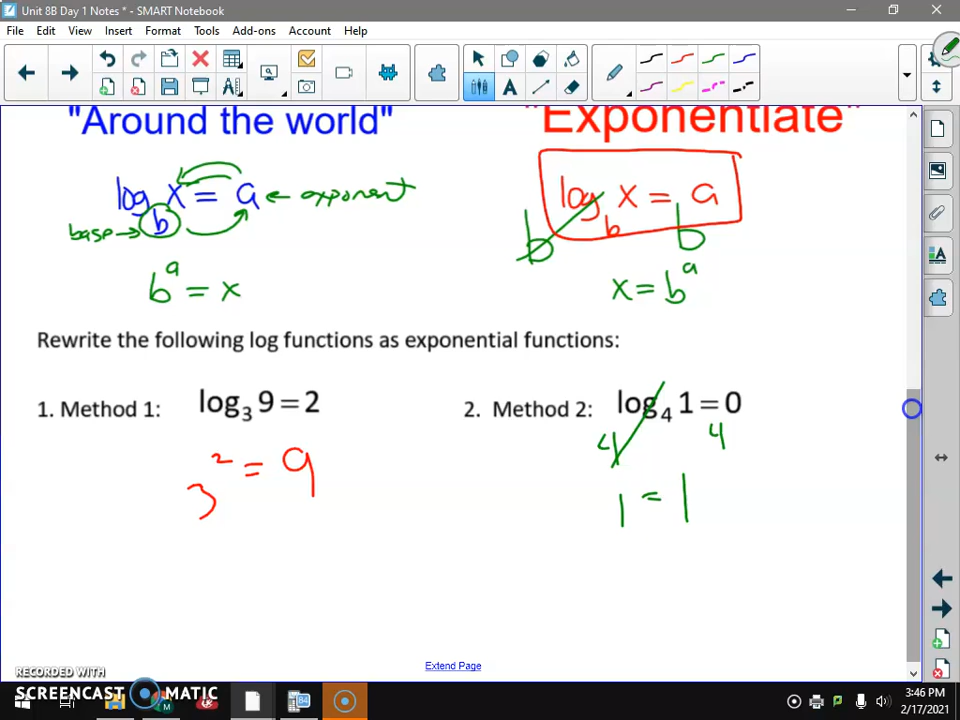 Unit 8B Day 1 Notes * - SMART Notebook
File Edit View Insert Format Tools Add-ons Account Help
"Around the world" "Exponentiate"
log_b x = a ← exponent
base → b
b^a = x
log_b x = a
b b
x = b^a
Rewrite the following log functions as exponential functions:
1. Method 1: log₃ 9 = 2
3² = 9
2. Method 2: log₄ 1 = 0
4 4
1 = 1
Extend Page
RECORDED WITH
SCREENCAST MATIC
3:46 PM
2/17/2021